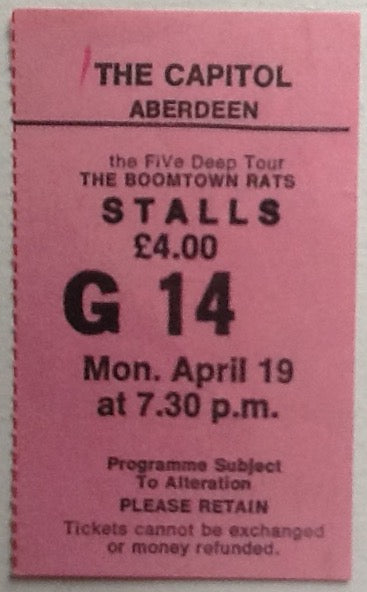 THE CAPITOL
ABERDEEN
the FiVe Deep Tour
THE BOOMTOWN RATS
STALLS
£4.00
G 14
Mon. April 19
at 7.30 p.m.
Programme Subject
To Alteration
PLEASE RETAIN
Tickets cannot be exchanged
or money refunded.